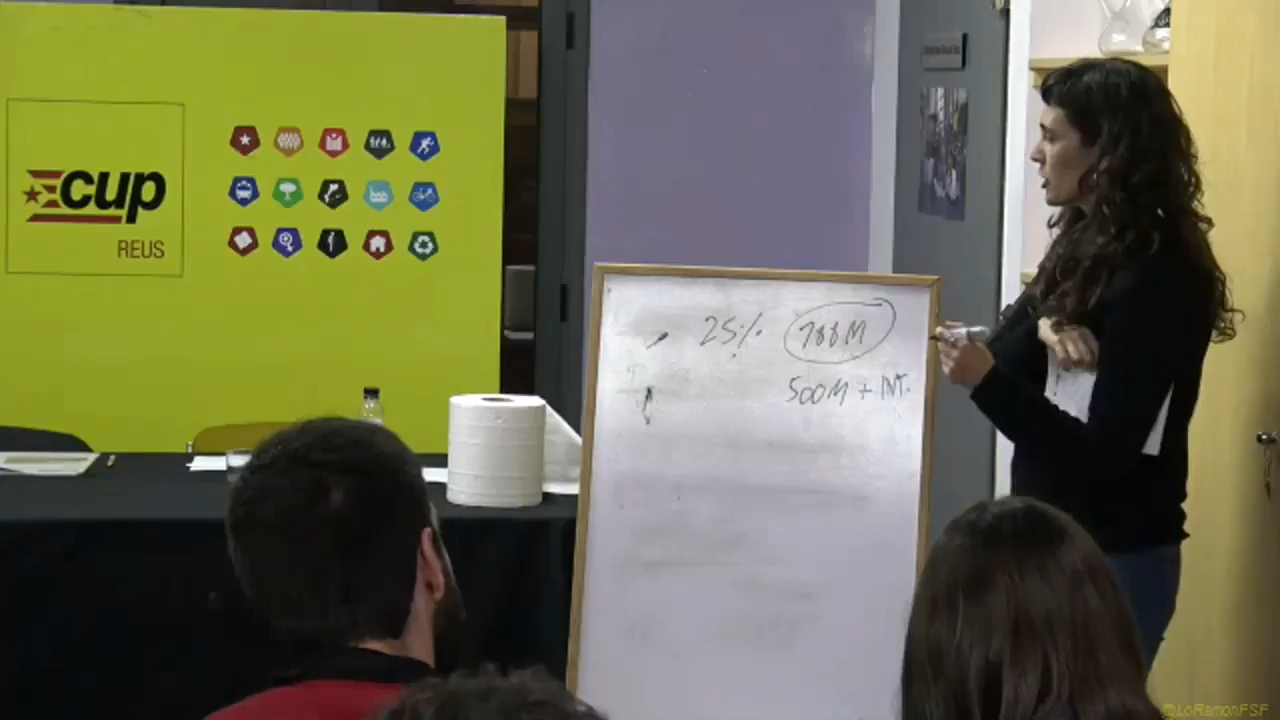 cup
REUS
25% 788M
500M + INT.
@LoRamonFSF